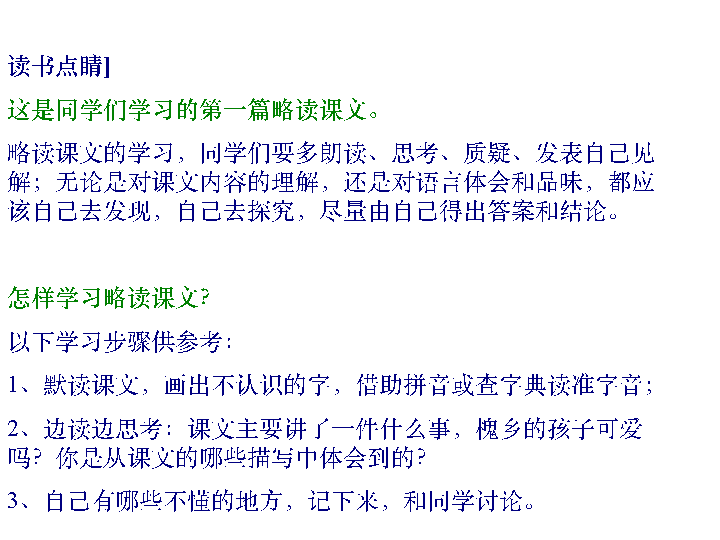 读书点睛]
这是同学们学习的第一篇略读课文。
略读课文的学习，同学们要多朗读、思考、质疑、发表自己见
解；无论是对课文内容的理解，还是对语言体会和品味，都应
该自己去发现，自己去探究，尽量由自己得出答案和结论。
怎样学习略读课文？
以下学习步骤供参考：
1、默读课文，画出不认识的字，借助拼音或查字典读准字音；
2、边读边思考：课文主要讲了一件什么事，槐乡的孩子可爱
吗？你是从课文的哪些描写中体会到的？
3、自己有哪些不懂的地方，记下来，和同学讨论。